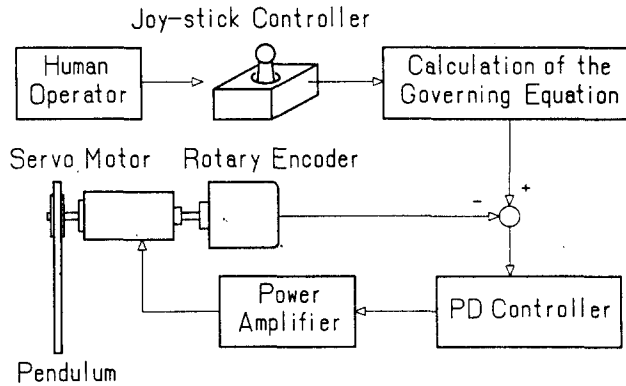 Joy-stick Controller
Human
Operator
Calculation of the
Governing Equation
Servo Motor
Rotary Encoder
+
-
Power
Amplifier
PD Controller
Pendulum